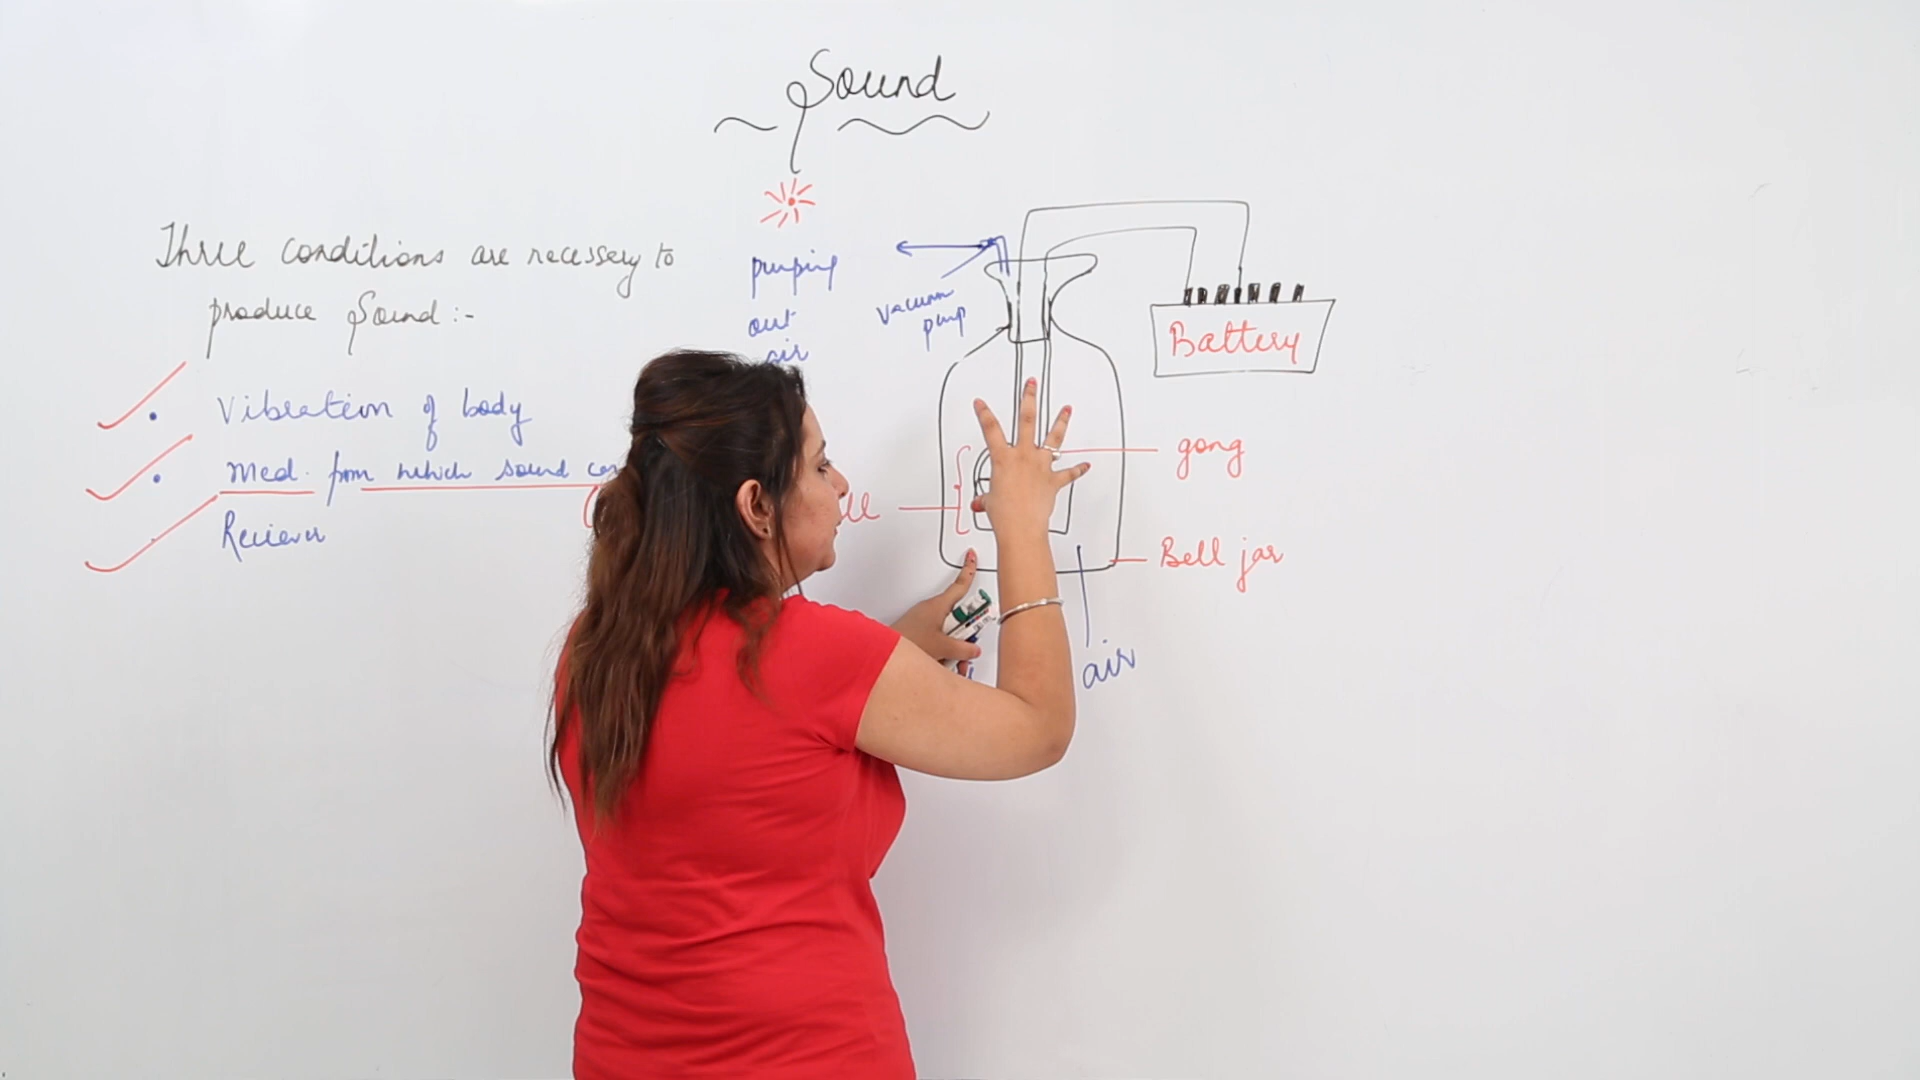 Sound
Three conditions are necessery to
produce Sound:-
• Vibration of body
• Med. from which sound
Reciever
pumping
out
air
vacuum
pump
Battery
gong
Bell jar
air